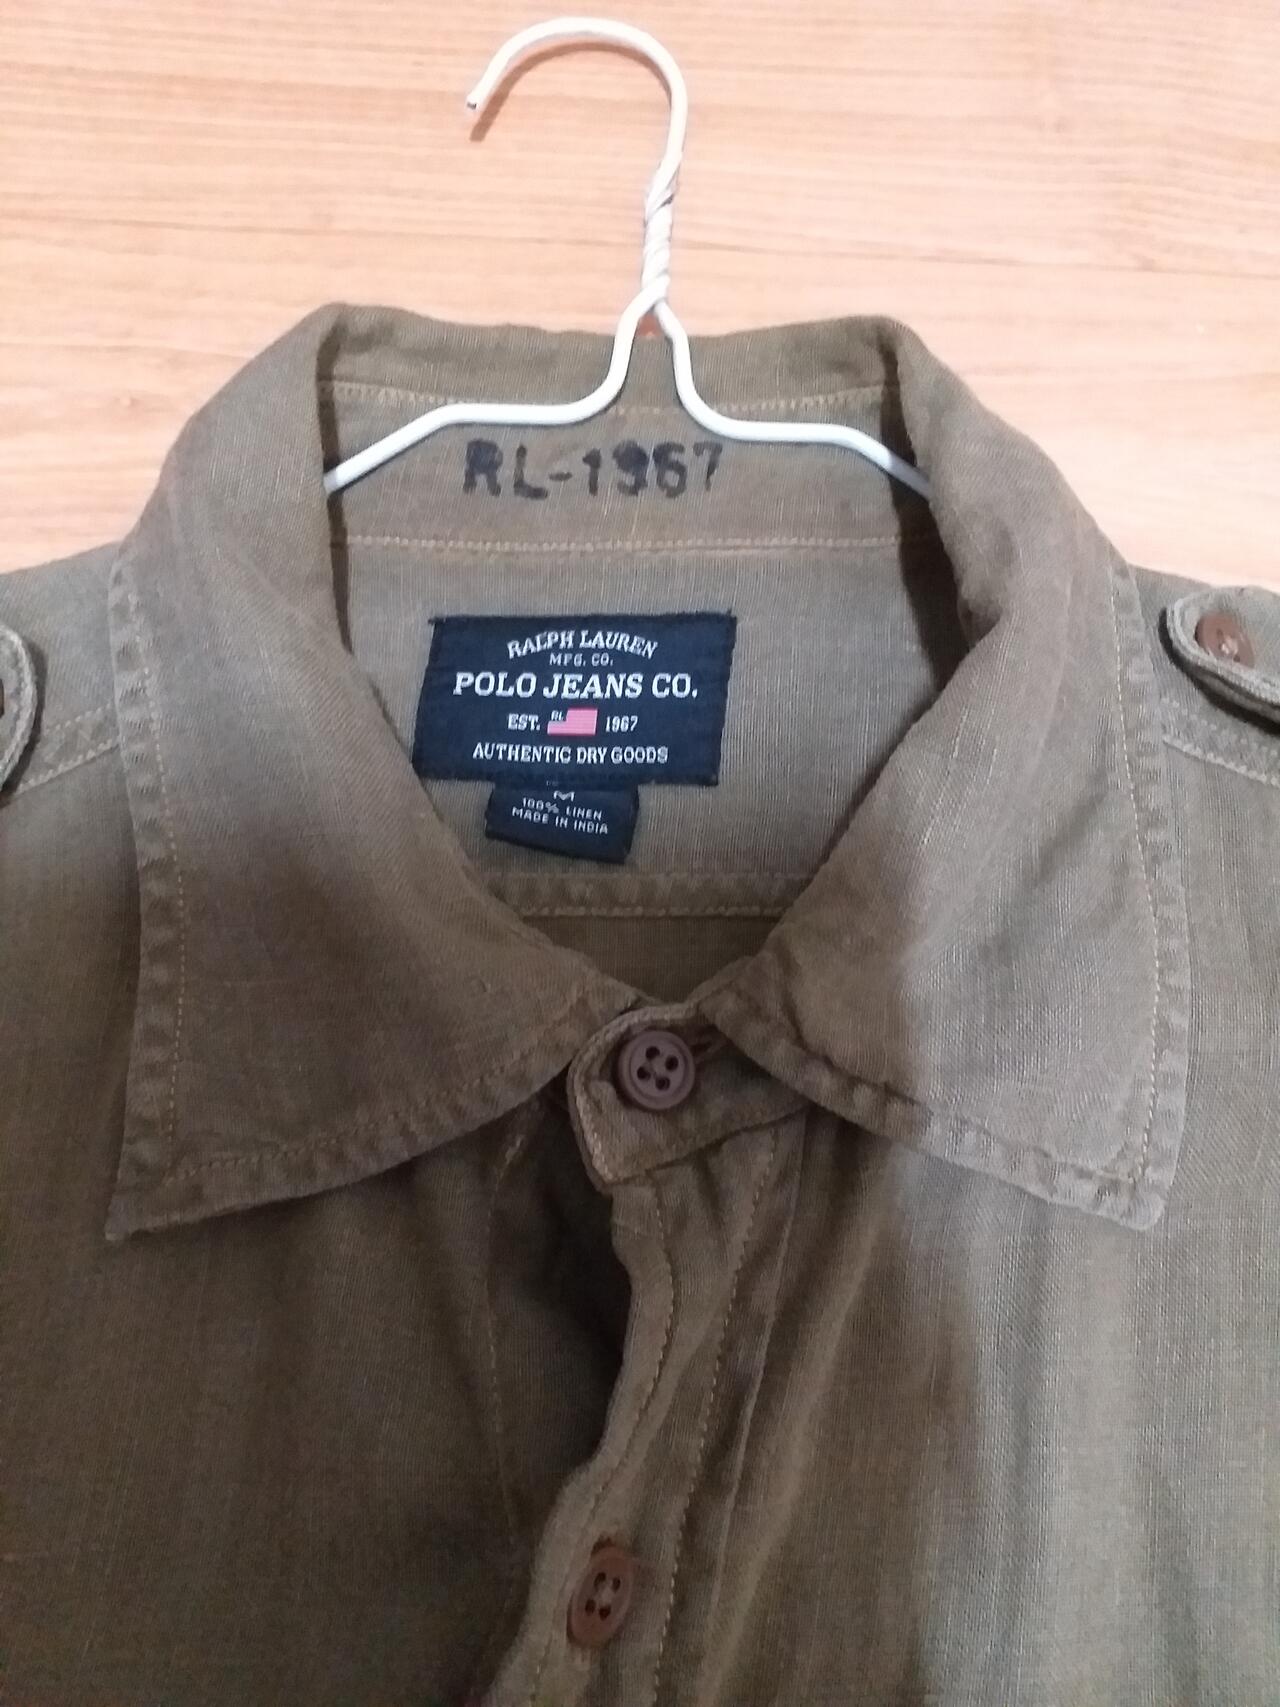 RL-1967
RALPH LAUREN
MFG. CO.
POLO JEANS CO.
EST. RL 1967
AUTHENTIC DRY GOODS
M
100% LINEN
MADE IN INDIA